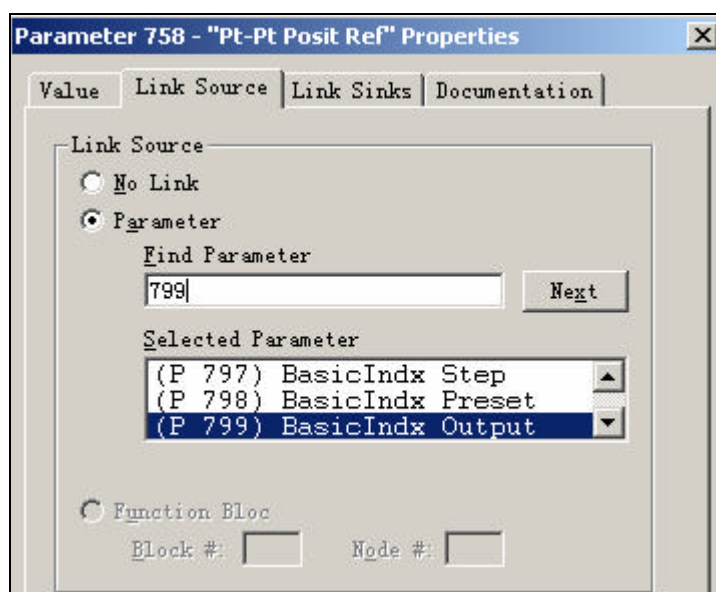 Parameter 758 - "Pt-Pt Posit Ref" Properties
Value Link Source Link Sinks Documentation
Link Source
No Link
Parameter
Find Parameter
799 Next
Selected Parameter
(P 797) BasicIndx Step
(P 798) BasicIndx Preset
(P 799) BasicIndx Output
Function Bloc
Block #: Node #: